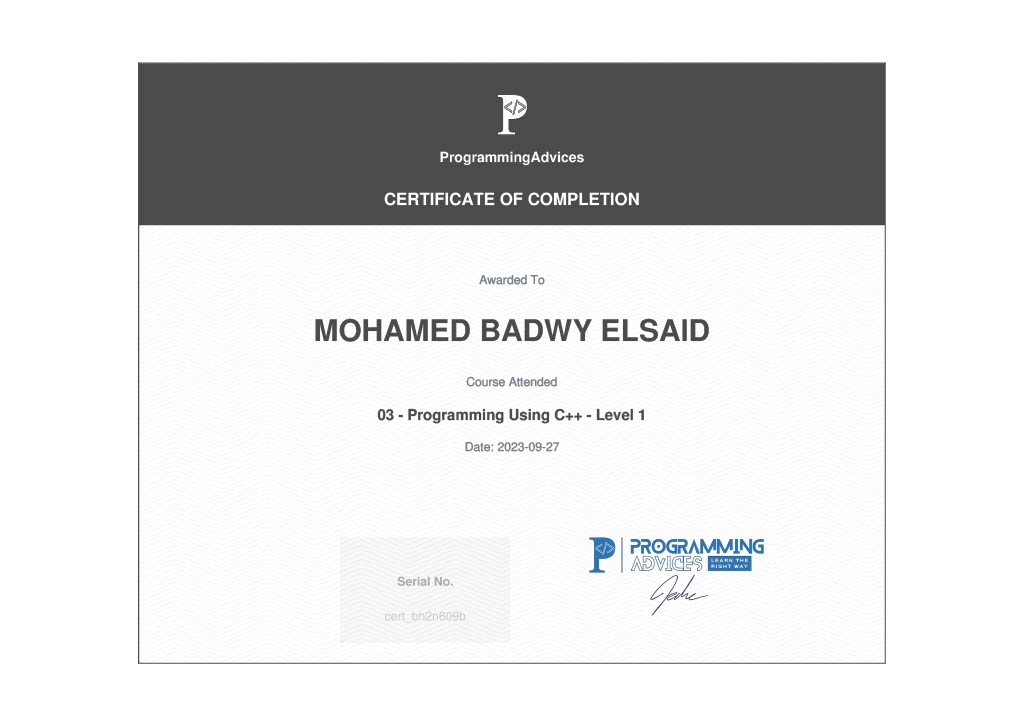 P
</>
ProgrammingAdvices
CERTIFICATE OF COMPLETION
Awarded To
MOHAMED BADWY ELSAID
Course Attended
03 - Programming Using C++ - Level 1
Date: 2023-09-27
Serial No.
cert_bh2n609b
P
</>
PROGRAMMING
ADVICES
LEARN THE
RIGHT WAY